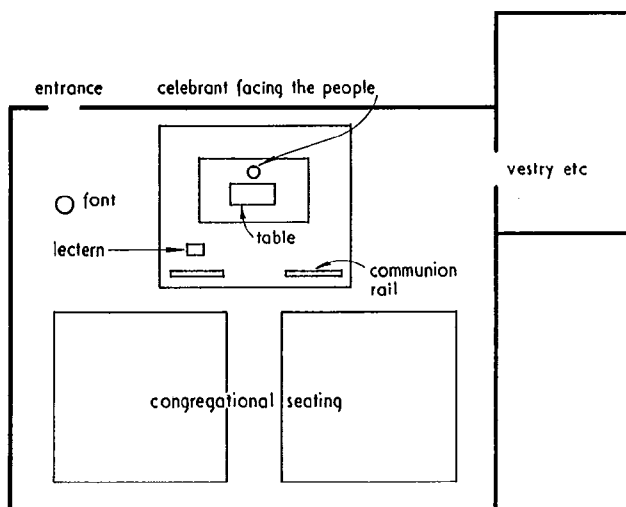 entrance
celebrant facing the people
vestry etc
font
lectern
table
communion
rail
congregational seating